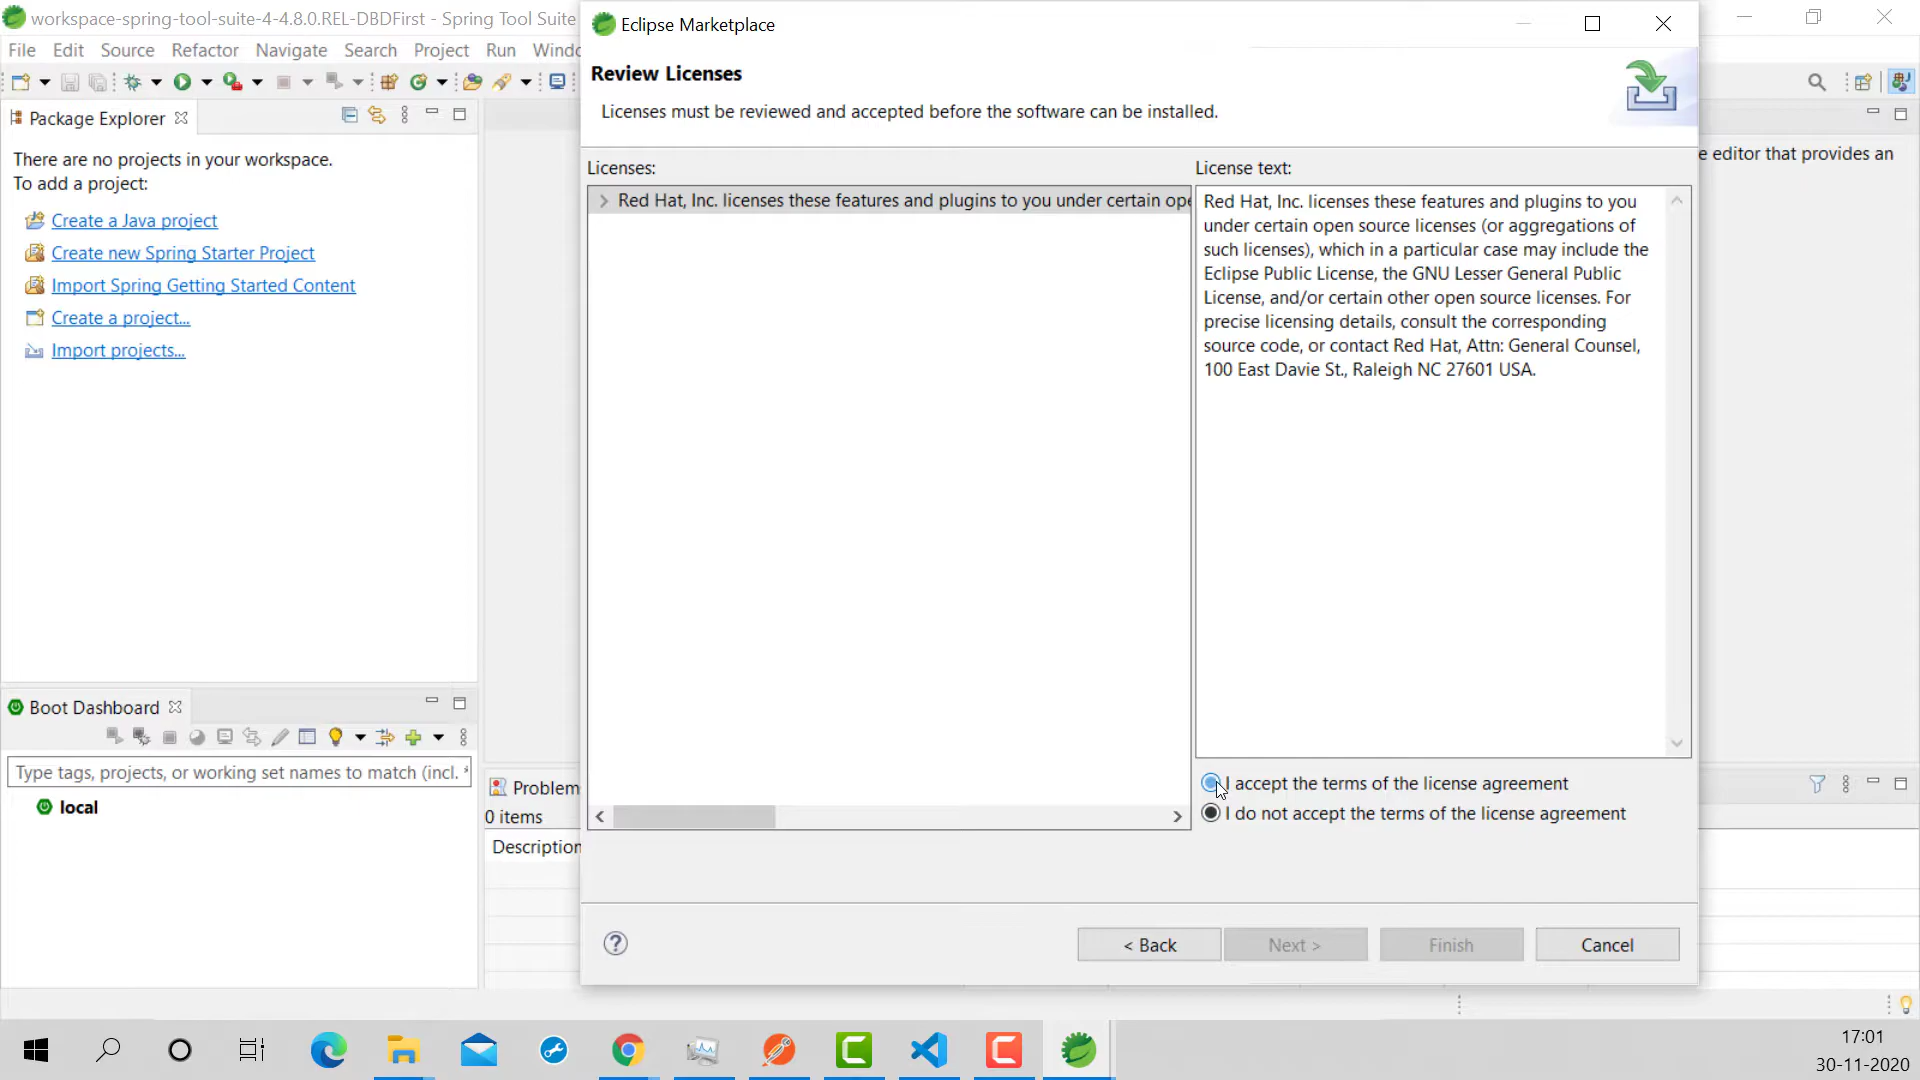 workspace-spring-tool-suite-4-4.8.0.REL-DBDFirst - Spring Tool Suite
File Edit Source Refactor Navigate Search Project Run Windo
Package Explorer
There are no projects in your workspace.
To add a project:
Create a Java project
Create new Spring Starter Project
Import Spring Getting Started Content
Create a project...
Import projects...
Boot Dashboard
Type tags, projects, or working set names to match (incl. *
local
Problem
0 items
Description
e editor that provides an
Eclipse Marketplace
Review Licenses
Licenses must be reviewed and accepted before the software can be installed.
Licenses:
Red Hat, Inc. licenses these features and plugins to you under certain ope
License text:
Red Hat, Inc. licenses these features and plugins to you
under certain open source licenses (or aggregations of
such licenses), which in a particular case may include the
Eclipse Public License, the GNU Lesser General Public
License, and/or certain other open source licenses. For
precise licensing details, consult the corresponding
source code, or contact Red Hat, Attn: General Counsel,
100 East Davie St., Raleigh NC 27601 USA.
I accept the terms of the license agreement
I do not accept the terms of the license agreement
< Back
Next >
Finish
Cancel
17:01
30-11-2020